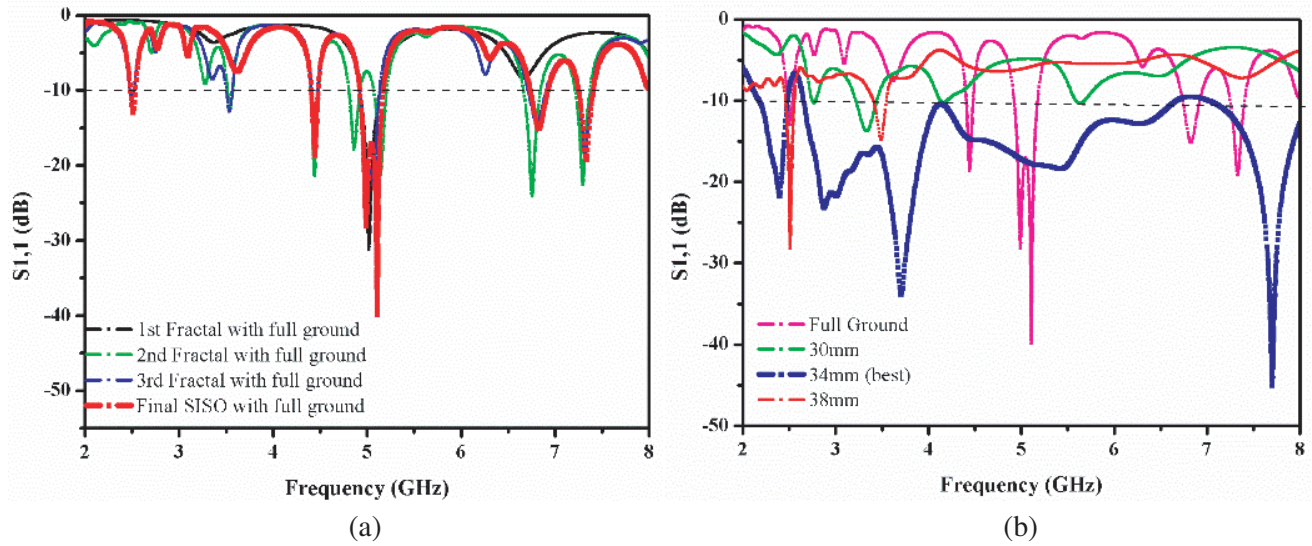 0
-10
-20
-30
-40
-50
S1,1 (dB)
1st Fractal with full ground
2nd Fractal with full ground
3rd Fractal with full ground
Final SISO with full ground
2 3 4 5 6 7 8
Frequency (GHz)
(a)
0
-10
-20
-30
-40
-50
S1,1 (dB)
Full Ground
30mm
34mm (best)
38mm
2 3 4 5 6 7 8
Frequency (GHz)
(b)